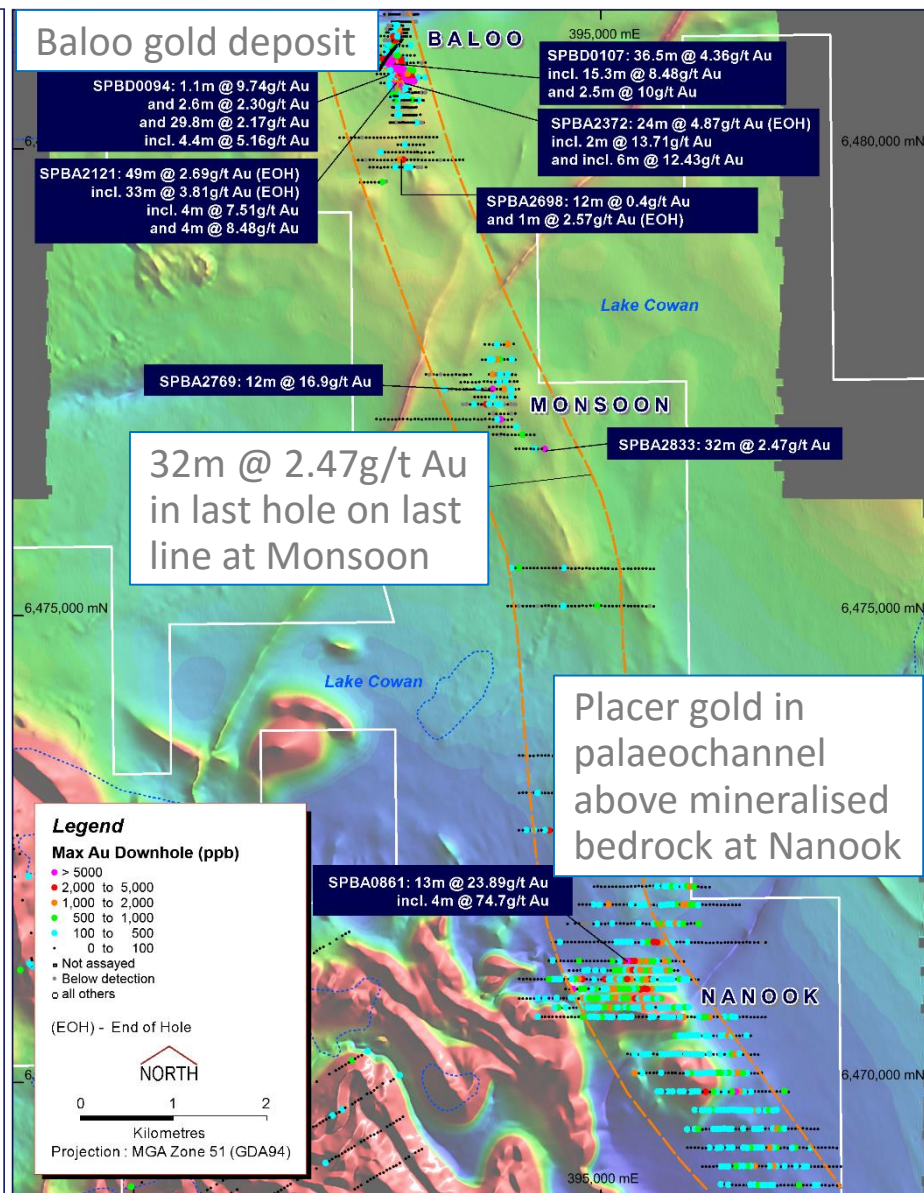 Baloo gold deposit
BALOO
395,000 mE
SPBD0094: 1.1m @ 9.74g/t Au
and 2.6m @ 2.30g/t Au
and 29.8m @ 2.17g/t Au
incl. 4.4m @ 5.16g/t Au
SPBD0107: 36.5m @ 4.36g/t Au
incl. 15.3m @ 8.48g/t Au
and 2.5m @ 10g/t Au
SPBA2372: 24m @ 4.87g/t Au (EOH)
incl. 2m @ 13.71g/t Au
and incl. 6m @ 12.43g/t Au
6,480,000 mN
SPBA2121: 49m @ 2.69g/t Au (EOH)
incl. 33m @ 3.81g/t Au (EOH)
incl. 4m @ 7.51g/t Au
and 4m @ 8.48g/t Au
SPBA2698: 12m @ 0.4g/t Au
and 1m @ 2.57g/t Au (EOH)
Lake Cowan
SPBA2769: 12m @ 16.9g/t Au
MONSOON
SPBA2833: 32m @ 2.47g/t Au
32m @ 2.47g/t Au
in last hole on last
line at Monsoon
6,475,000 mN
6,475,000 mN
Lake Cowan
Placer gold in
palaeochannel
above mineralised
bedrock at Nanook
SPBA0861: 13m @ 23.89g/t Au
incl. 4m @ 74.7g/t Au
NANOOK
6,470,000 mN
395,000 mE
Legend
Max Au Downhole (ppb)
> 5000
2,000 to 5,000
1,000 to 2,000
500 to 1,000
100 to 500
0 to 100
Not assayed
Below detection
all others
(EOH) - End of Hole
NORTH
0 1 2
Kilometres
Projection : MGA Zone 51 (GDA94)